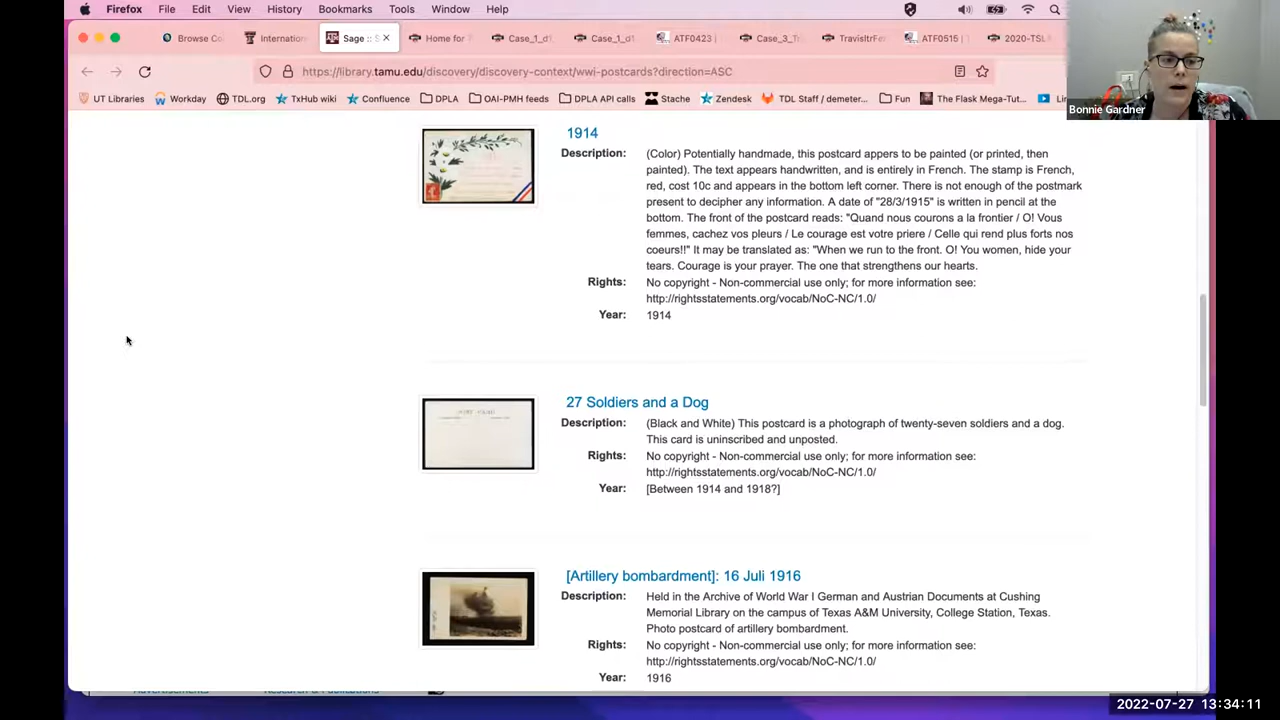 Firefox File Edit View History Bookmarks Tools Window Help
Browse Co Internation Sage :: S Home for Case_1_d1 Case_1_d1 ATF0423 | Case_3_Tr TravisltrFe ATF0515 | 2020-TSL
https://library.tamu.edu/discovery/discovery-context/wwi-postcards?direction=ASC
UT Libraries Workday TDL.org TxHub wiki Confluence DPLA OAI-PMH feeds DPLA API calls Stache Zendesk TDL Staff / demeter... Fun The Flask Mega-Tut...
Bonnie Gardner
1914
Description: (Color) Potentially handmade, this postcard appers to be painted (or printed, then
painted). The text appears handwritten, and is entirely in French. The stamp is French,
red, cost 10c and appears in the bottom left corner. There is not enough of the postmark
present to decipher any information. A date of "28/3/1915" is written in pencil at the
bottom. The front of the postcard reads: "Quand nous courons a la frontier / O! Vous
femmes, cachez vos pleurs / Le courage est votre priere / Celle qui rend plus forts nos
coeurs!!" It may be translated as: "When we run to the front. O! You women, hide your
tears. Courage is your prayer. The one that strengthens our hearts.
Rights: No copyright - Non-commercial use only; for more information see:
http://rightsstatements.org/vocab/NoC-NC/1.0/
Year: 1914
27 Soldiers and a Dog
Description: (Black and White) This postcard is a photograph of twenty-seven soldiers and a dog.
This card is uninscribed and unposted.
Rights: No copyright - Non-commercial use only; for more information see:
http://rightsstatements.org/vocab/NoC-NC/1.0/
Year: [Between 1914 and 1918?]
[Artillery bombardment]: 16 Juli 1916
Description: Held in the Archive of World War I German and Austrian Documents at Cushing
Memorial Library on the campus of Texas A&M University, College Station, Texas.
Photo postcard of artillery bombardment.
Rights: No copyright - Non-commercial use only; for more information see:
http://rightsstatements.org/vocab/NoC-NC/1.0/
Year: 1916
2022-07-27 13:34:11